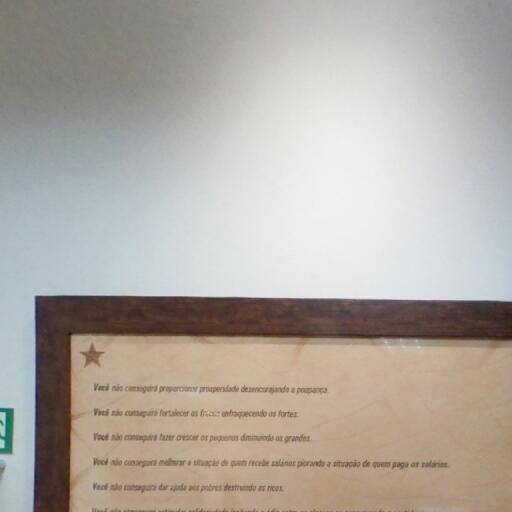 Você não conseguirá proporcionar prosperidade desencorajando a poupança.
Você não conseguirá fortalecer os fracos enfraquecendo os fortes.
Você não conseguirá fazer crescer os pequenos diminuindo os grandes.
Você não conseguirá melhorar a situação de quem recebe salários piorando a situação de quem paga os salários.
Você não conseguirá dar ajuda aos pobres destruindo os ricos.